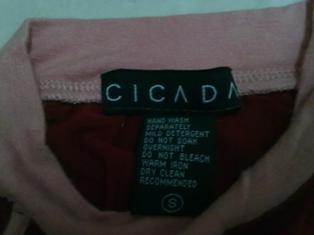 CICADA
HAND WASH
SEPARATELY
MILD DETERGENT
DO NOT SOAK
OVERNIGHT
DO NOT BLEACH
WARM IRON
DRY CLEAN
RECOMMENDED
S